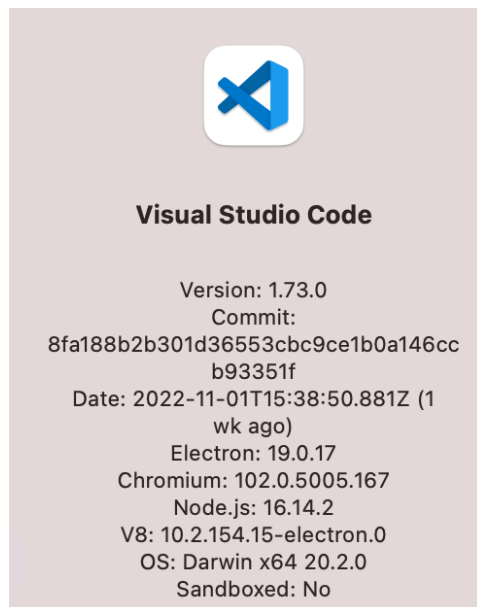 Visual Studio Code
Version: 1.73.0
Commit:
8fa188b2b301d36553cbc9ce1b0a146cc
b93351f
Date: 2022-11-01T15:38:50.881Z (1
wk ago)
Electron: 19.0.17
Chromium: 102.0.5005.167
Node.js: 16.14.2
V8: 10.2.154.15-electron.0
OS: Darwin x64 20.2.0
Sandboxed: No